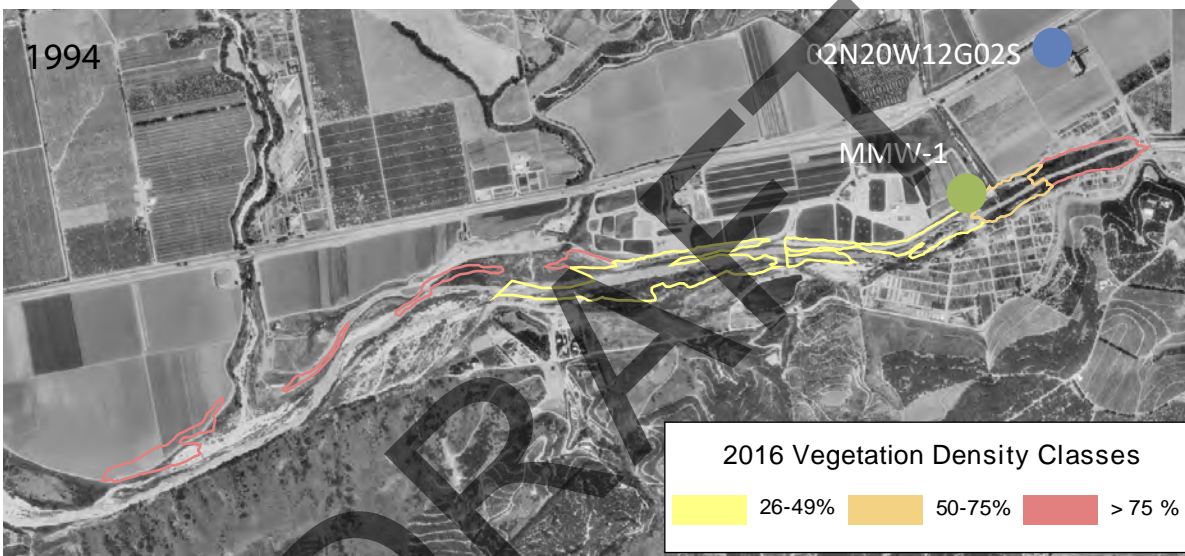 1994
02N20W12G02S
MMW-1
DRAFT
2016 Vegetation Density Classes
26-49%
50-75%
> 75 %